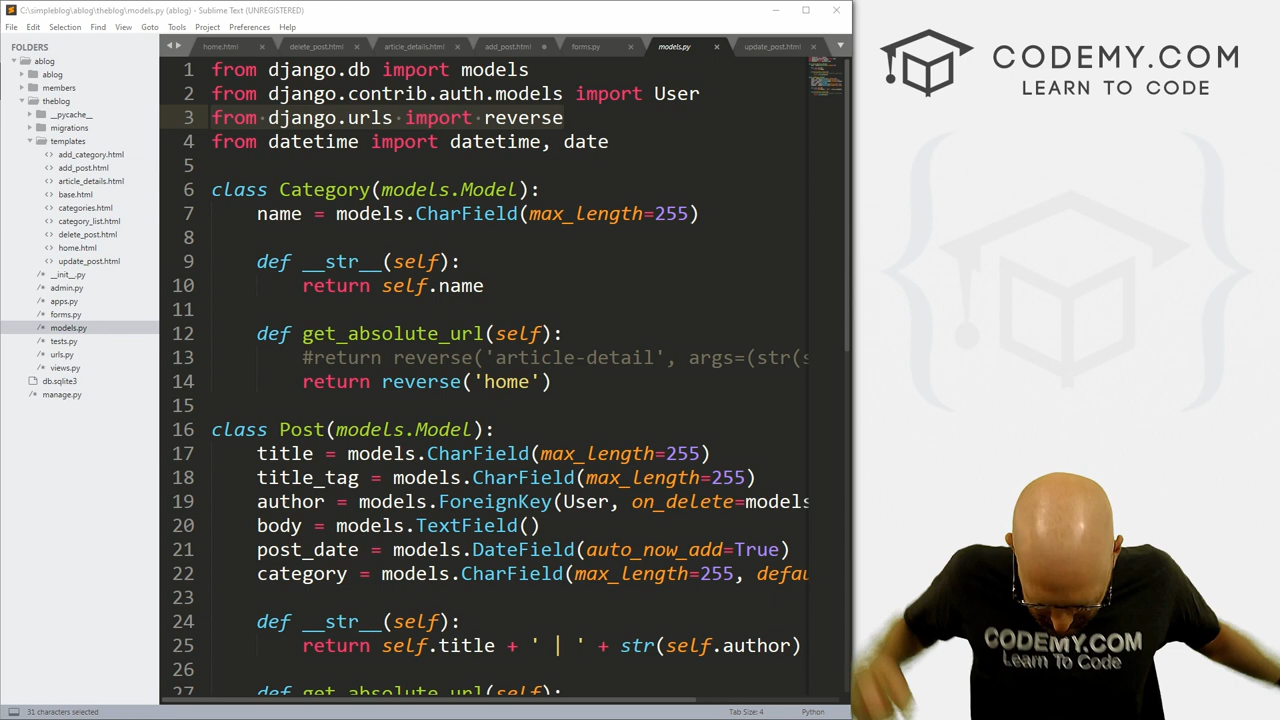 C:\simpleblog\ablog\theblog\models.py (ablog) - Sublime Text (UNREGISTERED)
File Edit Selection Find View Goto Tools Project Preferences Help
FOLDERS
ablog
ablog
members
theblog
__pycache__
migrations
templates
add_category.html
add_post.html
article_details.html
base.html
categories.html
category_list.html
delete_post.html
home.html
update_post.html
__init__.py
admin.py
apps.py
forms.py
models.py
tests.py
urls.py
views.py
db.sqlite3
manage.py
home.html delete_post.html article_details.html add_post.html forms.py models.py update_post.html
1 from django.db import models
2 from django.contrib.auth.models import User
3 from django.urls import reverse
4 from datetime import datetime, date
5
6 class Category(models.Model):
7 name = models.CharField(max_length=255)
8
9 def __str__(self):
10 return self.name
11
12 def get_absolute_url(self):
13 #return reverse('article-detail', args=(str(s
14 return reverse('home')
15
16 class Post(models.Model):
17 title = models.CharField(max_length=255)
18 title_tag = models.CharField(max_length=255)
19 author = models.ForeignKey(User, on_delete=models
20 body = models.TextField()
21 post_date = models.DateField(auto_now_add=True)
22 category = models.CharField(max_length=255, defau
23
24 def __str__(self):
25 return self.title + ' | ' + str(self.author)
26
27 def get_absolute_url(self):
31 characters selected
Tab Size: 4
Python
CODEMY.COM
LEARN TO CODE
CODEMY.COM
Learn To Code